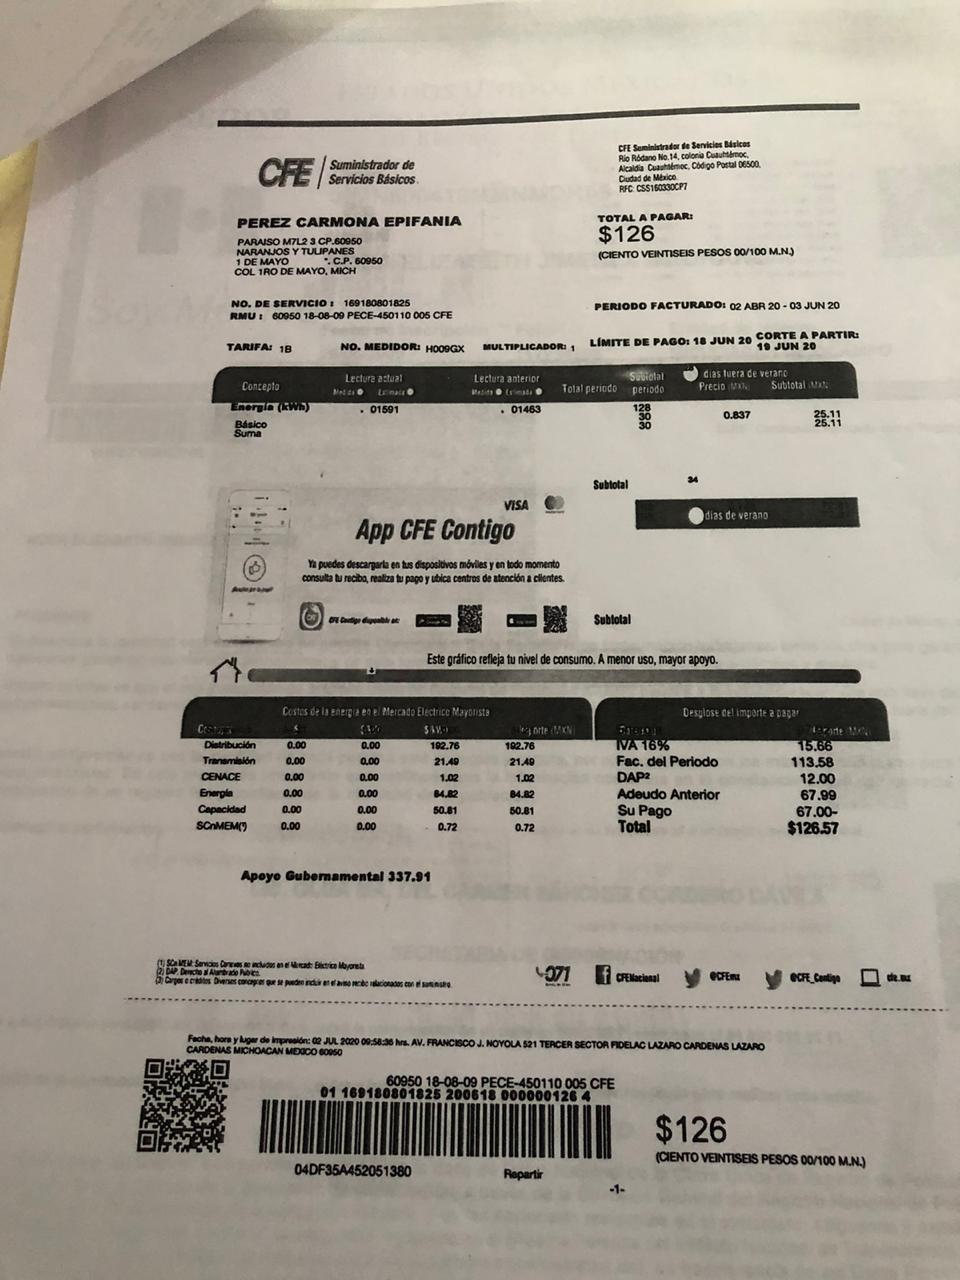 CFE Suministrador de Servicios Básicos
CFE Suministrador de Servicios Básicos
Río Ródano No.14, colonia Cuauhtémoc,
Alcaldía Cuauhtémoc, Código Postal 06500,
Ciudad de México.
RFC: CSS160330CP7
PEREZ CARMONA EPIFANIA
PARAISO M7L2 3 CP.60950
NARANJOS Y TULIPANES
1 DE MAYO *. C.P. 60950
COL 1RO DE MAYO, MICH
TOTAL A PAGAR:
$126
(CIENTO VEINTISEIS PESOS 00/100 M.N.)
NO. DE SERVICIO : 169180801825
RMU : 60950 18-08-09 PECE-450110 005 CFE
PERIODO FACTURADO: 02 ABR 20 - 03 JUN 20
TARIFA: 1B NO. MEDIDOR: H009GX MULTIPLICADOR: 1 LÍMITE DE PAGO: 18 JUN 20 CORTE A PARTIR: 19 JUN 20
Concepto Lectura actual Lectura anterior Total periodo Subtotal periodo días fuera de verano
Medida Estimada Medida Estimada Precio (MXN) Subtotal (MXN)
Energía (kWh) . 01591 . 01463 128
Básico 30 0.837 25.11
Suma 30 25.11
Subtotal 34
días de verano
VISA
App CFE Contigo
Ya puedes descargarla en tus dispositivos móviles y en todo momento
consulta tu recibo, realiza tu pago y ubica centros de atención a clientes.
CFE Contigo disponible en:
Subtotal
Este gráfico refleja tu nivel de consumo. A menor uso, mayor apoyo.
Costos de la energía en el Mercado Eléctrico Mayorista
Distribución 0.00 0.00 192.76 192.76
Transmisión 0.00 0.00 21.49 21.49
CENACE 0.00 0.00 1.02 1.02
Energía 0.00 0.00 84.82 84.82
Capacidad 0.00 0.00 50.81 50.81
SCnMEM(¹) 0.00 0.00 0.72 0.72
Desglose del importe a pagar
IVA 16% 15.66
Fac. del Periodo 113.58
DAP² 12.00
Adeudo Anterior 67.99
Su Pago 67.00-
Total $126.57
Apoyo Gubernamental 337.91
(1) SCnMEM: Servicios Conexos no incluidos en el Mercado Eléctrico Mayorista.
(2) DAP: Derecho al Alumbrado Público.
(3) Cargos o créditos: Diversos conceptos que se pueden incluir en el aviso recibo relacionados con el suministro.
071 CFENacional @CFEmx @CFE_Contigo cfe.mx
Fecha, hora y lugar de impresión: 02 JUL 2020 09:58:36 hrs. AV. FRANCISCO J. NOYOLA 521 TERCER SECTOR FIDELAC LAZARO CARDENAS LAZARO
CARDENAS MICHOACAN MEXICO 60950
60950 18-08-09 PECE-450110 005 CFE
01 169180801825 200618 000000126 4
04DF35A452051380
Repartir
$126
(CIENTO VEINTISEIS PESOS 00/100 M.N.)
-1-